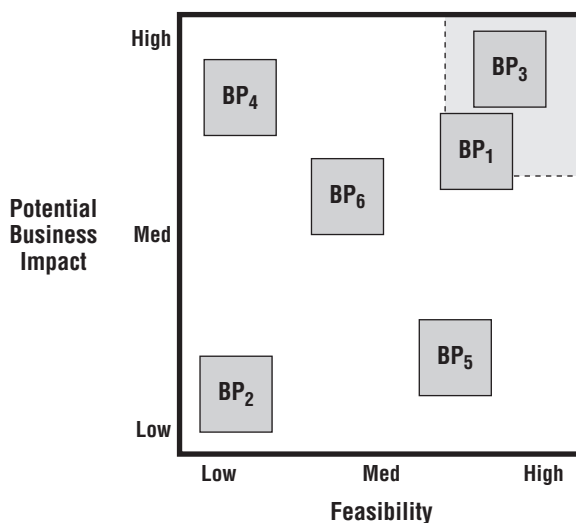 High
BP3
BP4
BP1
Potential
Business
Impact
BP6
Med
BP5
BP2
Low
Low Med High
Feasibility